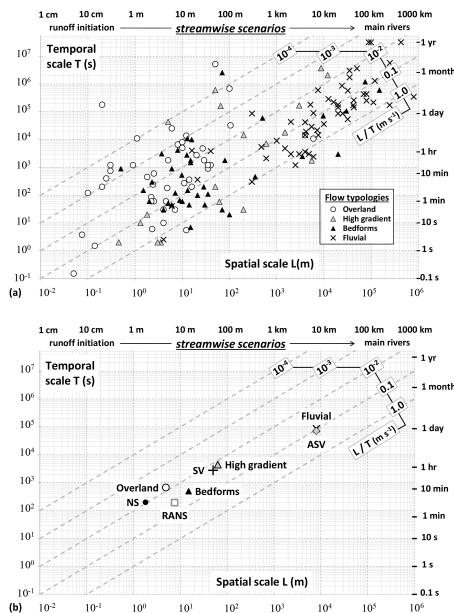 1 cm 10 cm 1 m 10 m 100 m 1 km 10 km 100 km 1000 km
runoff initiation streamwise scenarios main rivers
Temporal
scale T (s)
10⁷
10⁶
10⁵
10⁴
10³
10²
10¹
10⁰
10⁻¹
10⁻⁴ 10⁻³ 10⁻² 0.1 1.0
L / T (m s⁻¹)
1 yr
1 month
1 day
1 hr
10 min
1 min
10 s
1 s
0.1 s
Flow typologies
Overland
High gradient
Bedforms
Fluvial
Spatial scale L(m)
(a)
10⁻² 10⁻¹ 10⁰ 10¹ 10² 10³ 10⁴ 10⁵ 10⁶
1 cm 10 cm 1 m 10 m 100 m 1 km 10 km 100 km 1000 km
runoff initiation streamwise scenarios main rivers
Temporal
scale T (s)
10⁷
10⁶
10⁵
10⁴
10³
10²
10¹
10⁰
10⁻¹
10⁻⁴ 10⁻³ 10⁻² 0.1 1.0
L / T (m s⁻¹)
1 yr
1 month
1 day
1 hr
10 min
1 min
10 s
1 s
0.1 s
Fluvial
ASV
SV High gradient
Overland
Bedforms
NS
RANS
Spatial scale L (m)
(b)
10⁻² 10⁻¹ 10⁰ 10¹ 10² 10³ 10⁴ 10⁵ 10⁶